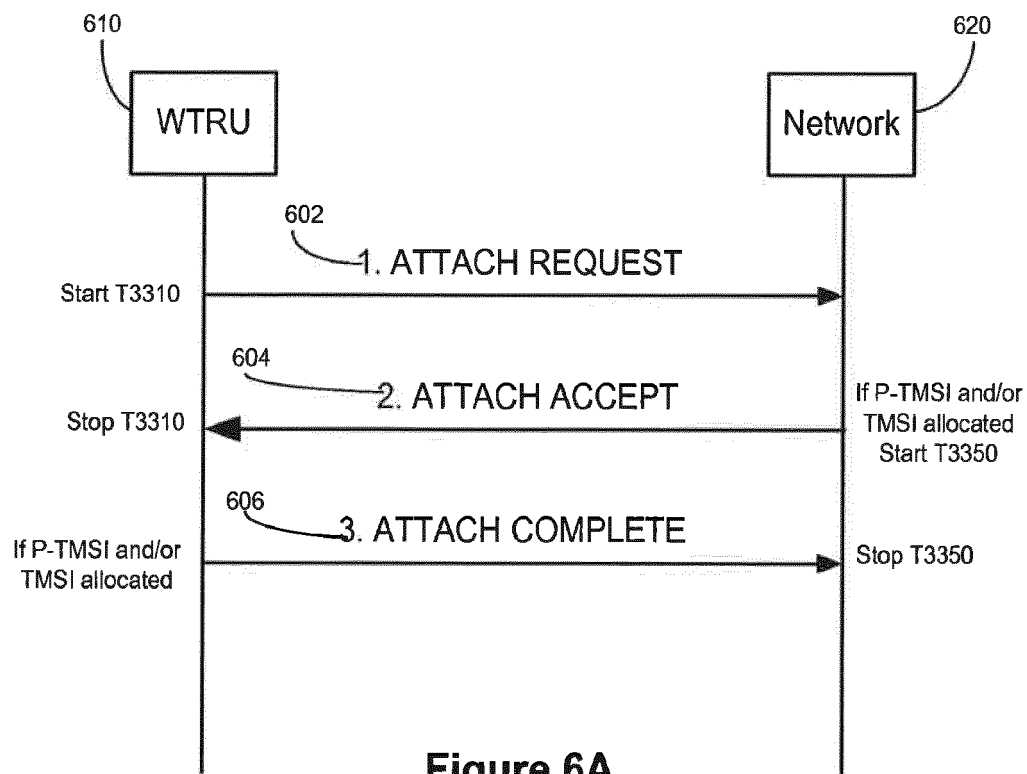 610
620
WTRU
Network
602
1. ATTACH REQUEST
Start T3310
604
2. ATTACH ACCEPT
If P-TMSI and/or
TMSI allocated
Start T3350
Stop T3310
606
3. ATTACH COMPLETE
If P-TMSI and/or
TMSI allocated
Stop T3350
Figure 6A